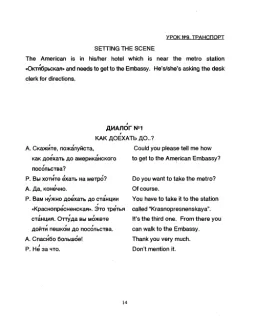 УРОК №9. ТРАНСПОРТ
SETTING THE SCENE
The American is in his/her hotel which is near the metro station
«Октя́брьская» and needs to get to the Embassy. He's/she's asking the desk
clerk for directions.
ДИАЛО́Г №1
КАК ДОЕ́ХАТЬ ДО..?
А. Скажи́те, пожа́луйста, Could you please tell me how
как дое́хать до америка́нского to get to the American Embassy?
посо́льства?
Р. Вы хоти́те е́хать на метро́? Do you want to take the metro?
А. Да, коне́чно. Of course.
Р. Вам ну́жно дое́хать до ста́нции You have to take it to the station
«Краснопре́сненская». Э́то тре́тья called "Krasnopresnenskaya".
ста́нция. Отту́да вы мо́жете It's the third one. From there you
дойти́ пешко́м до посо́льства. can walk to the Embassy.
А. Спаси́бо большо́е! Thank you very much.
Р. Не́ за что. Don't mention it.
14